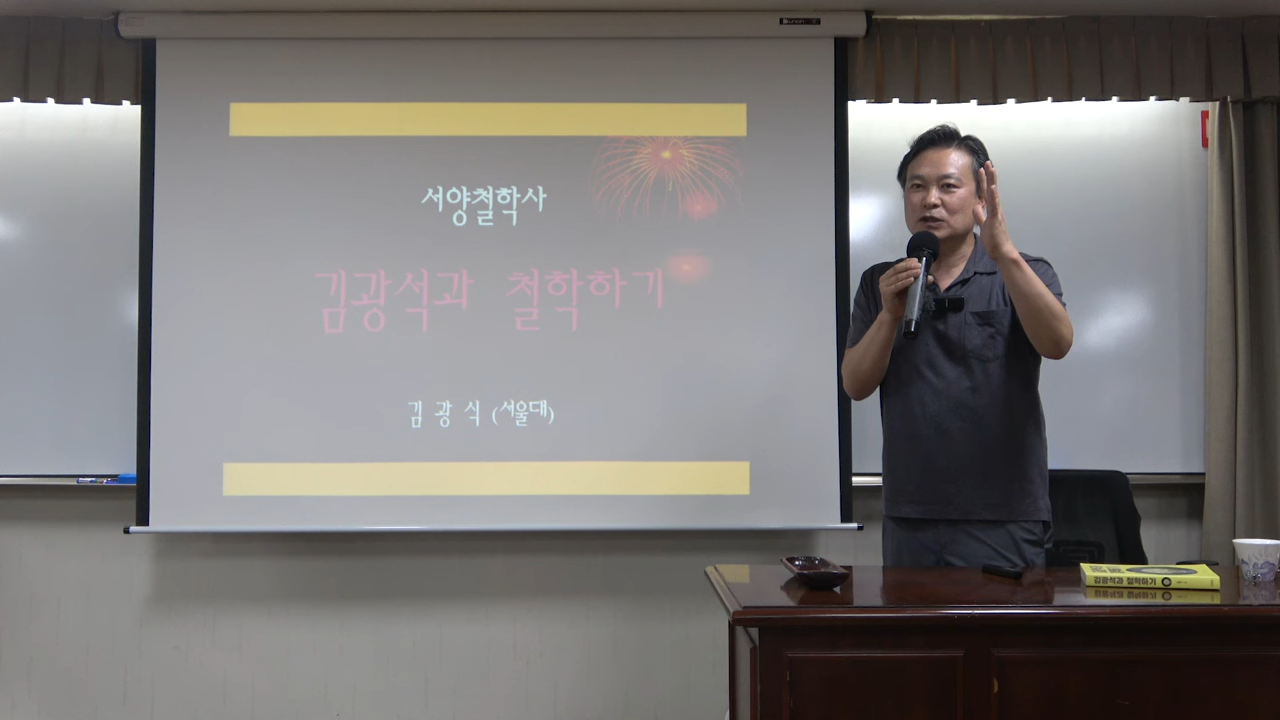 서양철학사
김광석과 철학하기
김 광 식 (서울대)
김광석과 철학하기